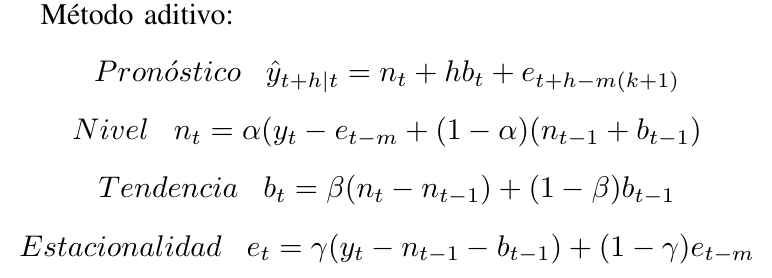 Método aditivo:
Pronóstico ŷ_{t+h|t} = n_t + hb_t + e_{t+h−m(k+1)}
Nivel n_t = α(y_t − e_{t−m} + (1 − α)(n_{t−1} + b_{t−1})
Tendencia b_t = β(n_t − n_{t−1}) + (1 − β)b_{t−1}
Estacionalidad e_t = γ(y_t − n_{t−1} − b_{t−1}) + (1 − γ)e_{t−m}